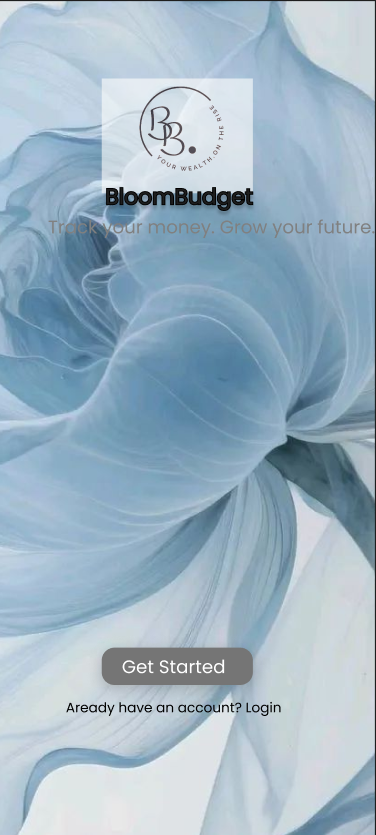 BB.
YOUR WEALTH ON THE RISE
BloomBudget
Track your money. Grow your future.
Get Started
Aready have an account? Login